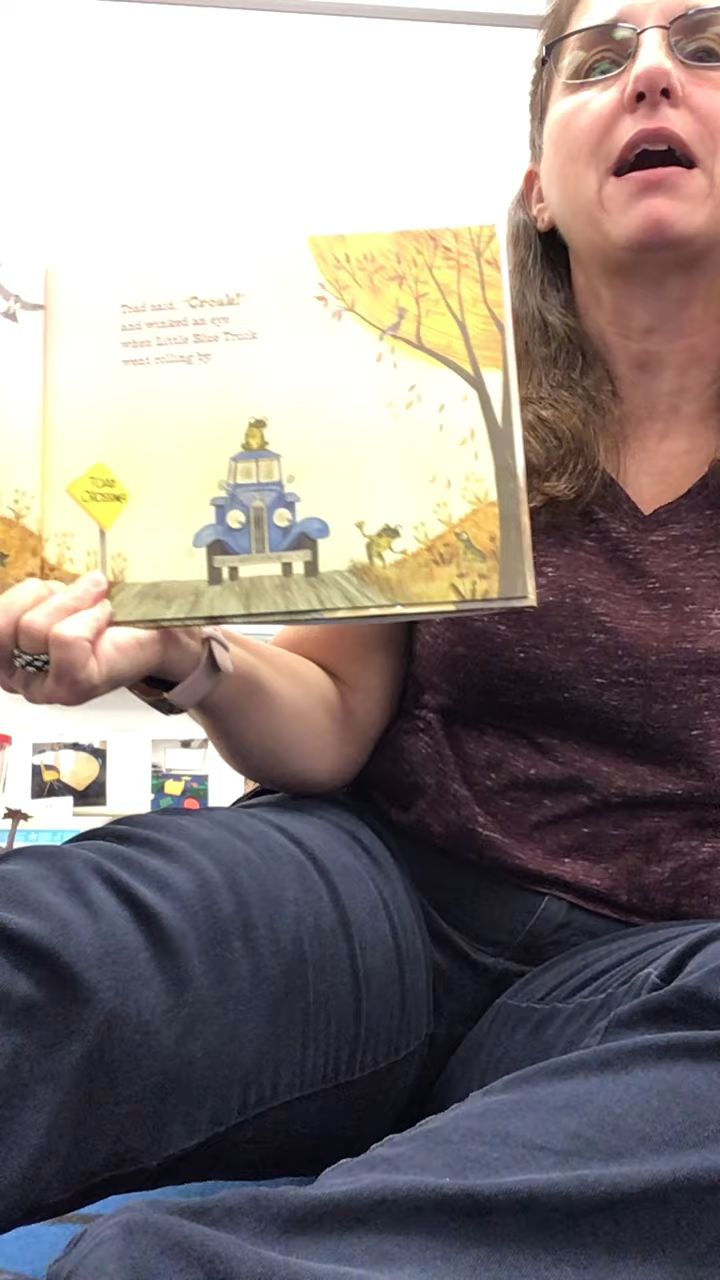 Toad said, "Croak!"
and winked an eye
when Little Blue Truck
went rolling by.
TOAD
CROSSING